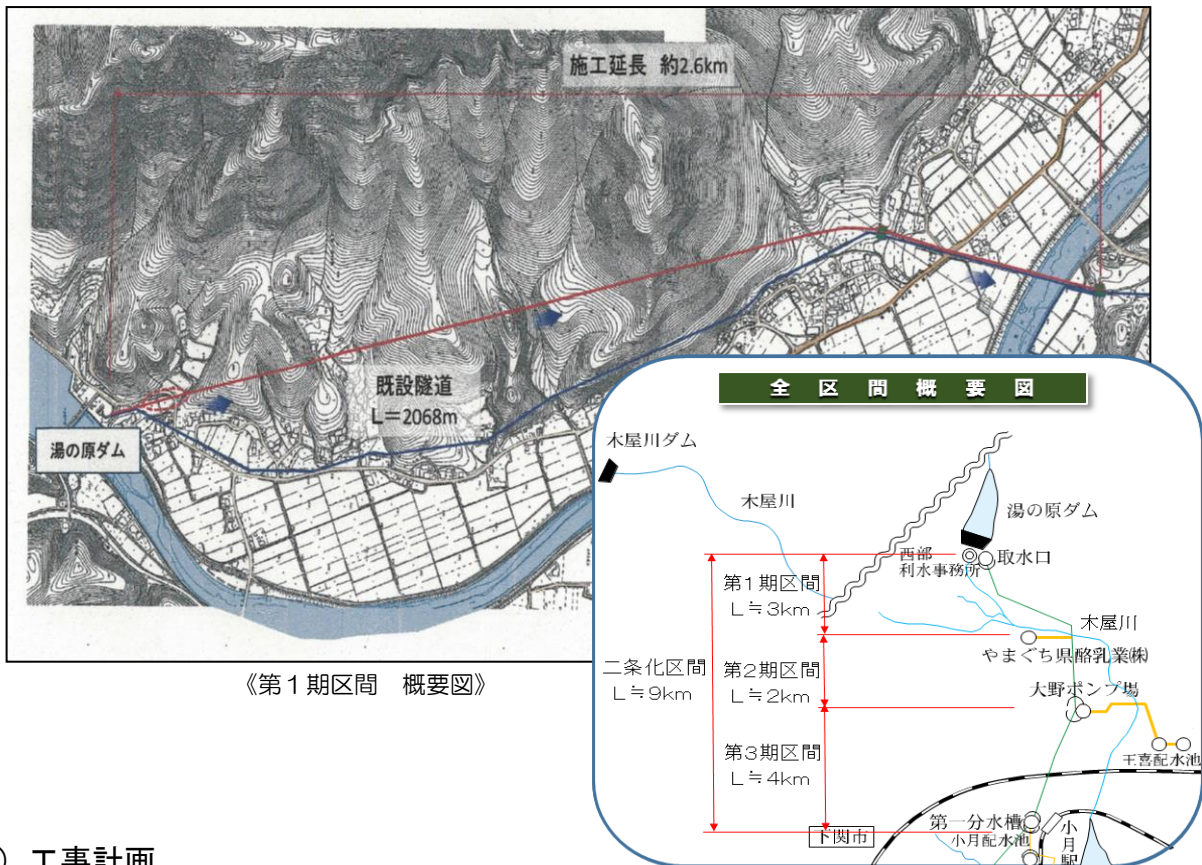 施工延長 約2.6km
既設隧道
L＝2068m
湯の原ダム
《第１期区間 概要図》
全区間概要図
木屋川ダム
木屋川
湯の原ダム
西部
利水事務所
取水口
第１期区間
L≒3km
木屋川
やまぐち県酪乳業㈱
二条化区間
L≒9km
第２期区間
L≒2km
大野ポンプ場
王喜配水池
第３期区間
L≒4km
第一分水槽
小月配水池
下関市
小月駅
工事計画